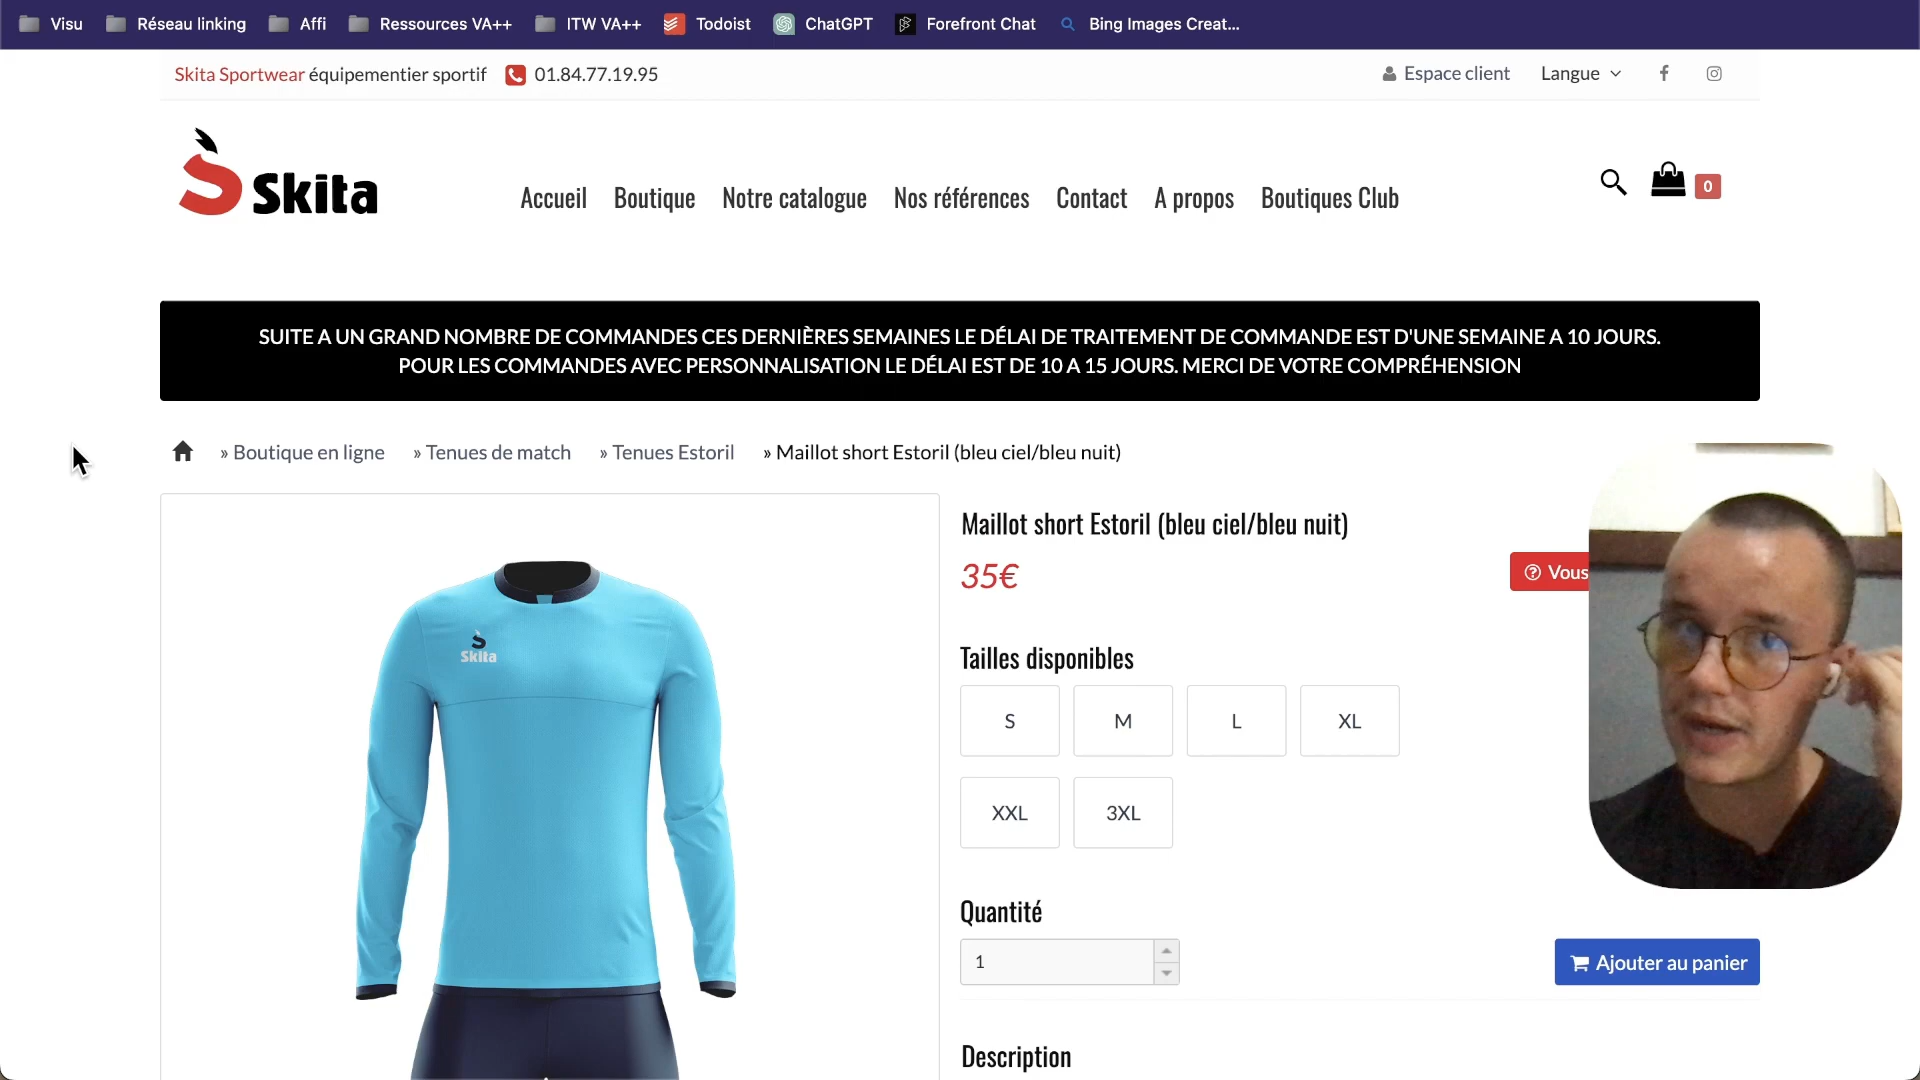 Visu
Réseau linking
Affi
Ressources VA++
ITW VA++
Todoist
ChatGPT
Forefront Chat
Bing Images Creat...
Skita Sportwear équipementier sportif
01.84.77.19.95
Espace client
Langue
Skita
Accueil
Boutique
Notre catalogue
Nos références
Contact
A propos
Boutiques Club
0
SUITE A UN GRAND NOMBRE DE COMMANDES CES DERNIÈRES SEMAINES LE DÉLAI DE TRAITEMENT DE COMMANDE EST D'UNE SEMAINE A 10 JOURS.
POUR LES COMMANDES AVEC PERSONNALISATION LE DÉLAI EST DE 10 A 15 JOURS. MERCI DE VOTRE COMPRÉHENSION
» Boutique en ligne
» Tenues de match
» Tenues Estoril
» Maillot short Estoril (bleu ciel/bleu nuit)
Skita
Maillot short Estoril (bleu ciel/bleu nuit)
35€
Vous
Tailles disponibles
S
M
L
XL
XXL
3XL
Quantité
1
Ajouter au panier
Description